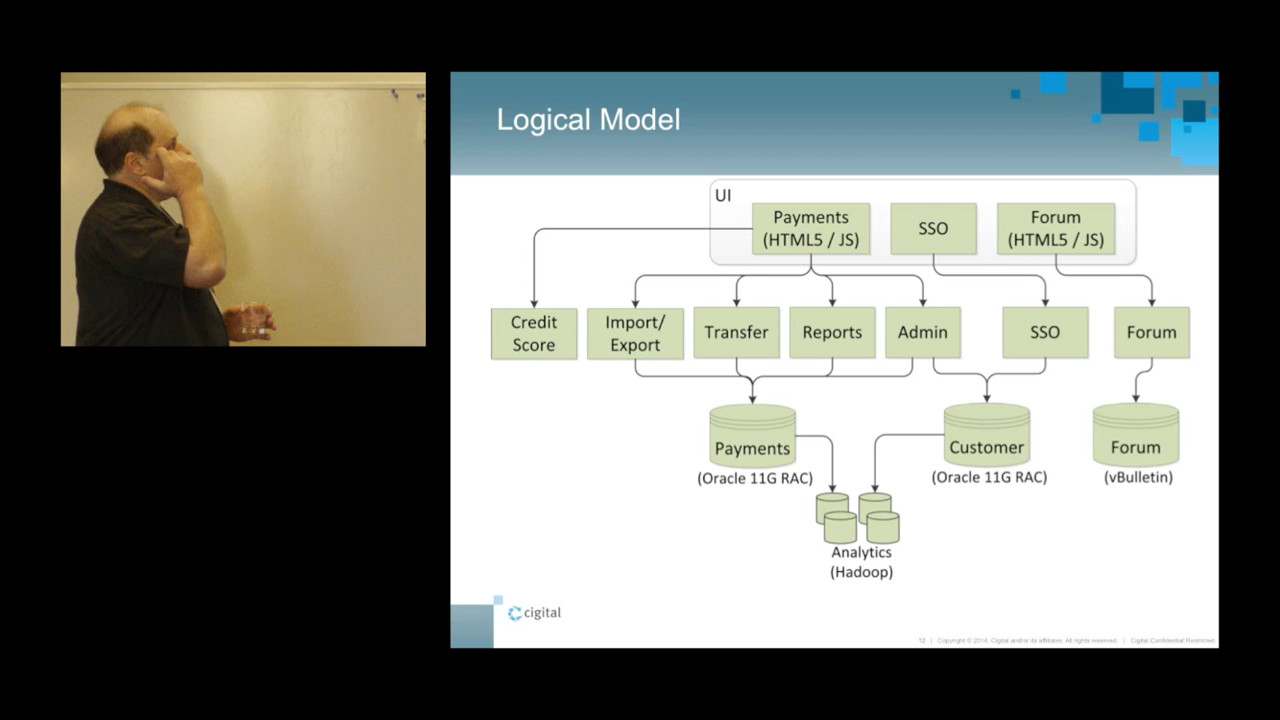 Logical Model
UI
Payments
(HTML5 / JS)
SSO
Forum
(HTML5 / JS)
Credit
Score
Import/
Export
Transfer
Reports
Admin
SSO
Forum
Payments
(Oracle 11G RAC)
Customer
(Oracle 11G RAC)
Forum
(vBulletin)
Analytics
(Hadoop)
cigital
12 | Copyright © 2014, Cigital and/or its affiliates. All rights reserved. | Cigital Confidential Restricted.